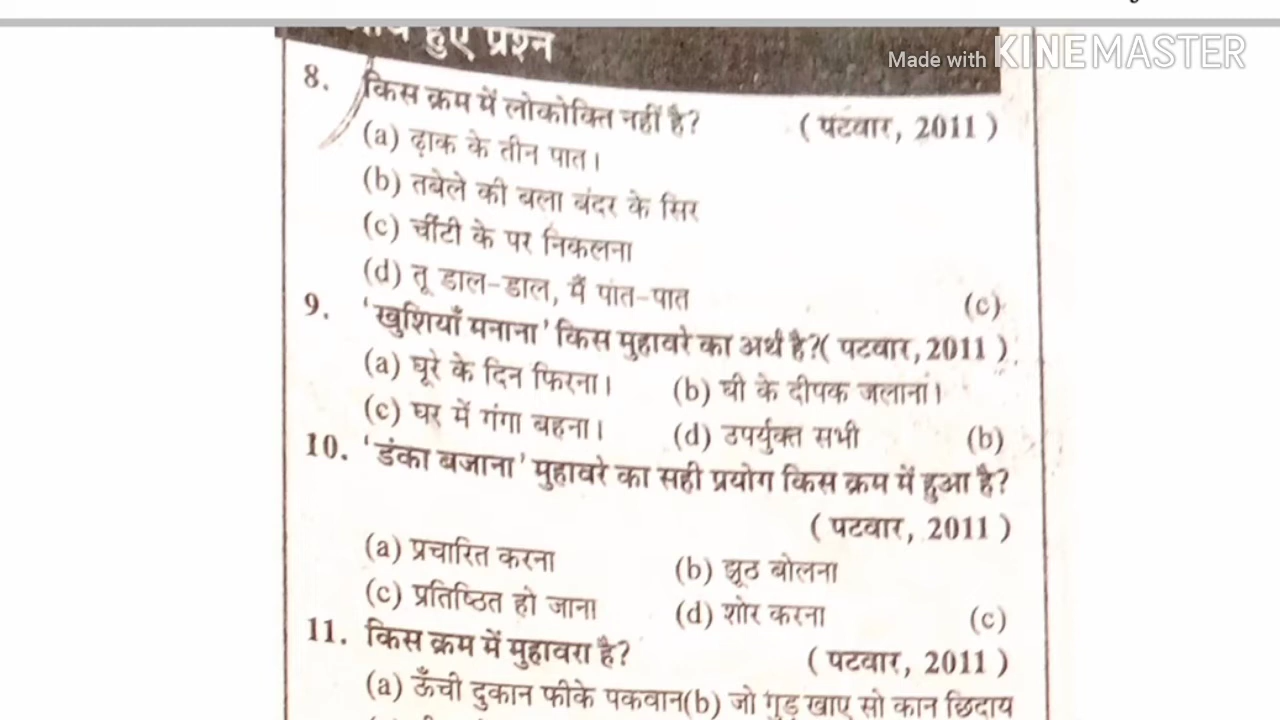 हुए प्रश्न
Made with KINEMASTER
8. किस क्रम में लोकोक्ति नहीं है? ( पटवार, 2011 )
(a) ढ़ाक के तीन पात।
(b) तबेले की बला बंदर के सिर
(c) चींटी के पर निकलना
(d) तू डाल-डाल, मैं पात-पात (c)
9. 'खुशियाँ मनाना' किस मुहावरे का अर्थ है?( पटवार, 2011 )
(a) घूरे के दिन फिरना। (b) घी के दीपक जलाना।
(c) घर में गंगा बहना। (d) उपर्युक्त सभी (b)
10. 'डंका बजाना' मुहावरे का सही प्रयोग किस क्रम में हुआ है?
( पटवार, 2011 )
(a) प्रचारित करना (b) झूठ बोलना
(c) प्रतिष्ठित हो जाना (d) शोर करना (c)
11. किस क्रम में मुहावरा है? ( पटवार, 2011 )
(a) ऊँची दुकान फीके पकवान(b) जो गुड़ खाए सो कान छिदाय